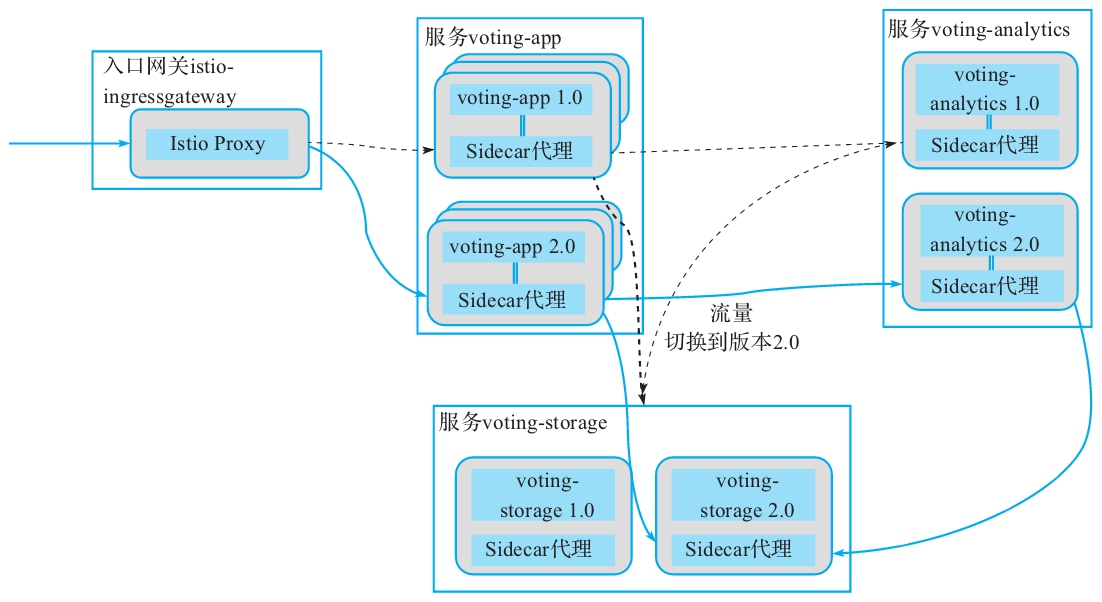 入口网关istio-
ingressgateway
Istio Proxy
服务voting-app
voting-app 1.0
Sidecar代理
voting-app 2.0
Sidecar代理
服务voting-analytics
voting-
analytics 1.0
Sidecar代理
voting-
analytics 2.0
Sidecar代理
流量
切换到版本2.0
服务voting-storage
voting-
storage 1.0
Sidecar代理
voting-
storage 2.0
Sidecar代理